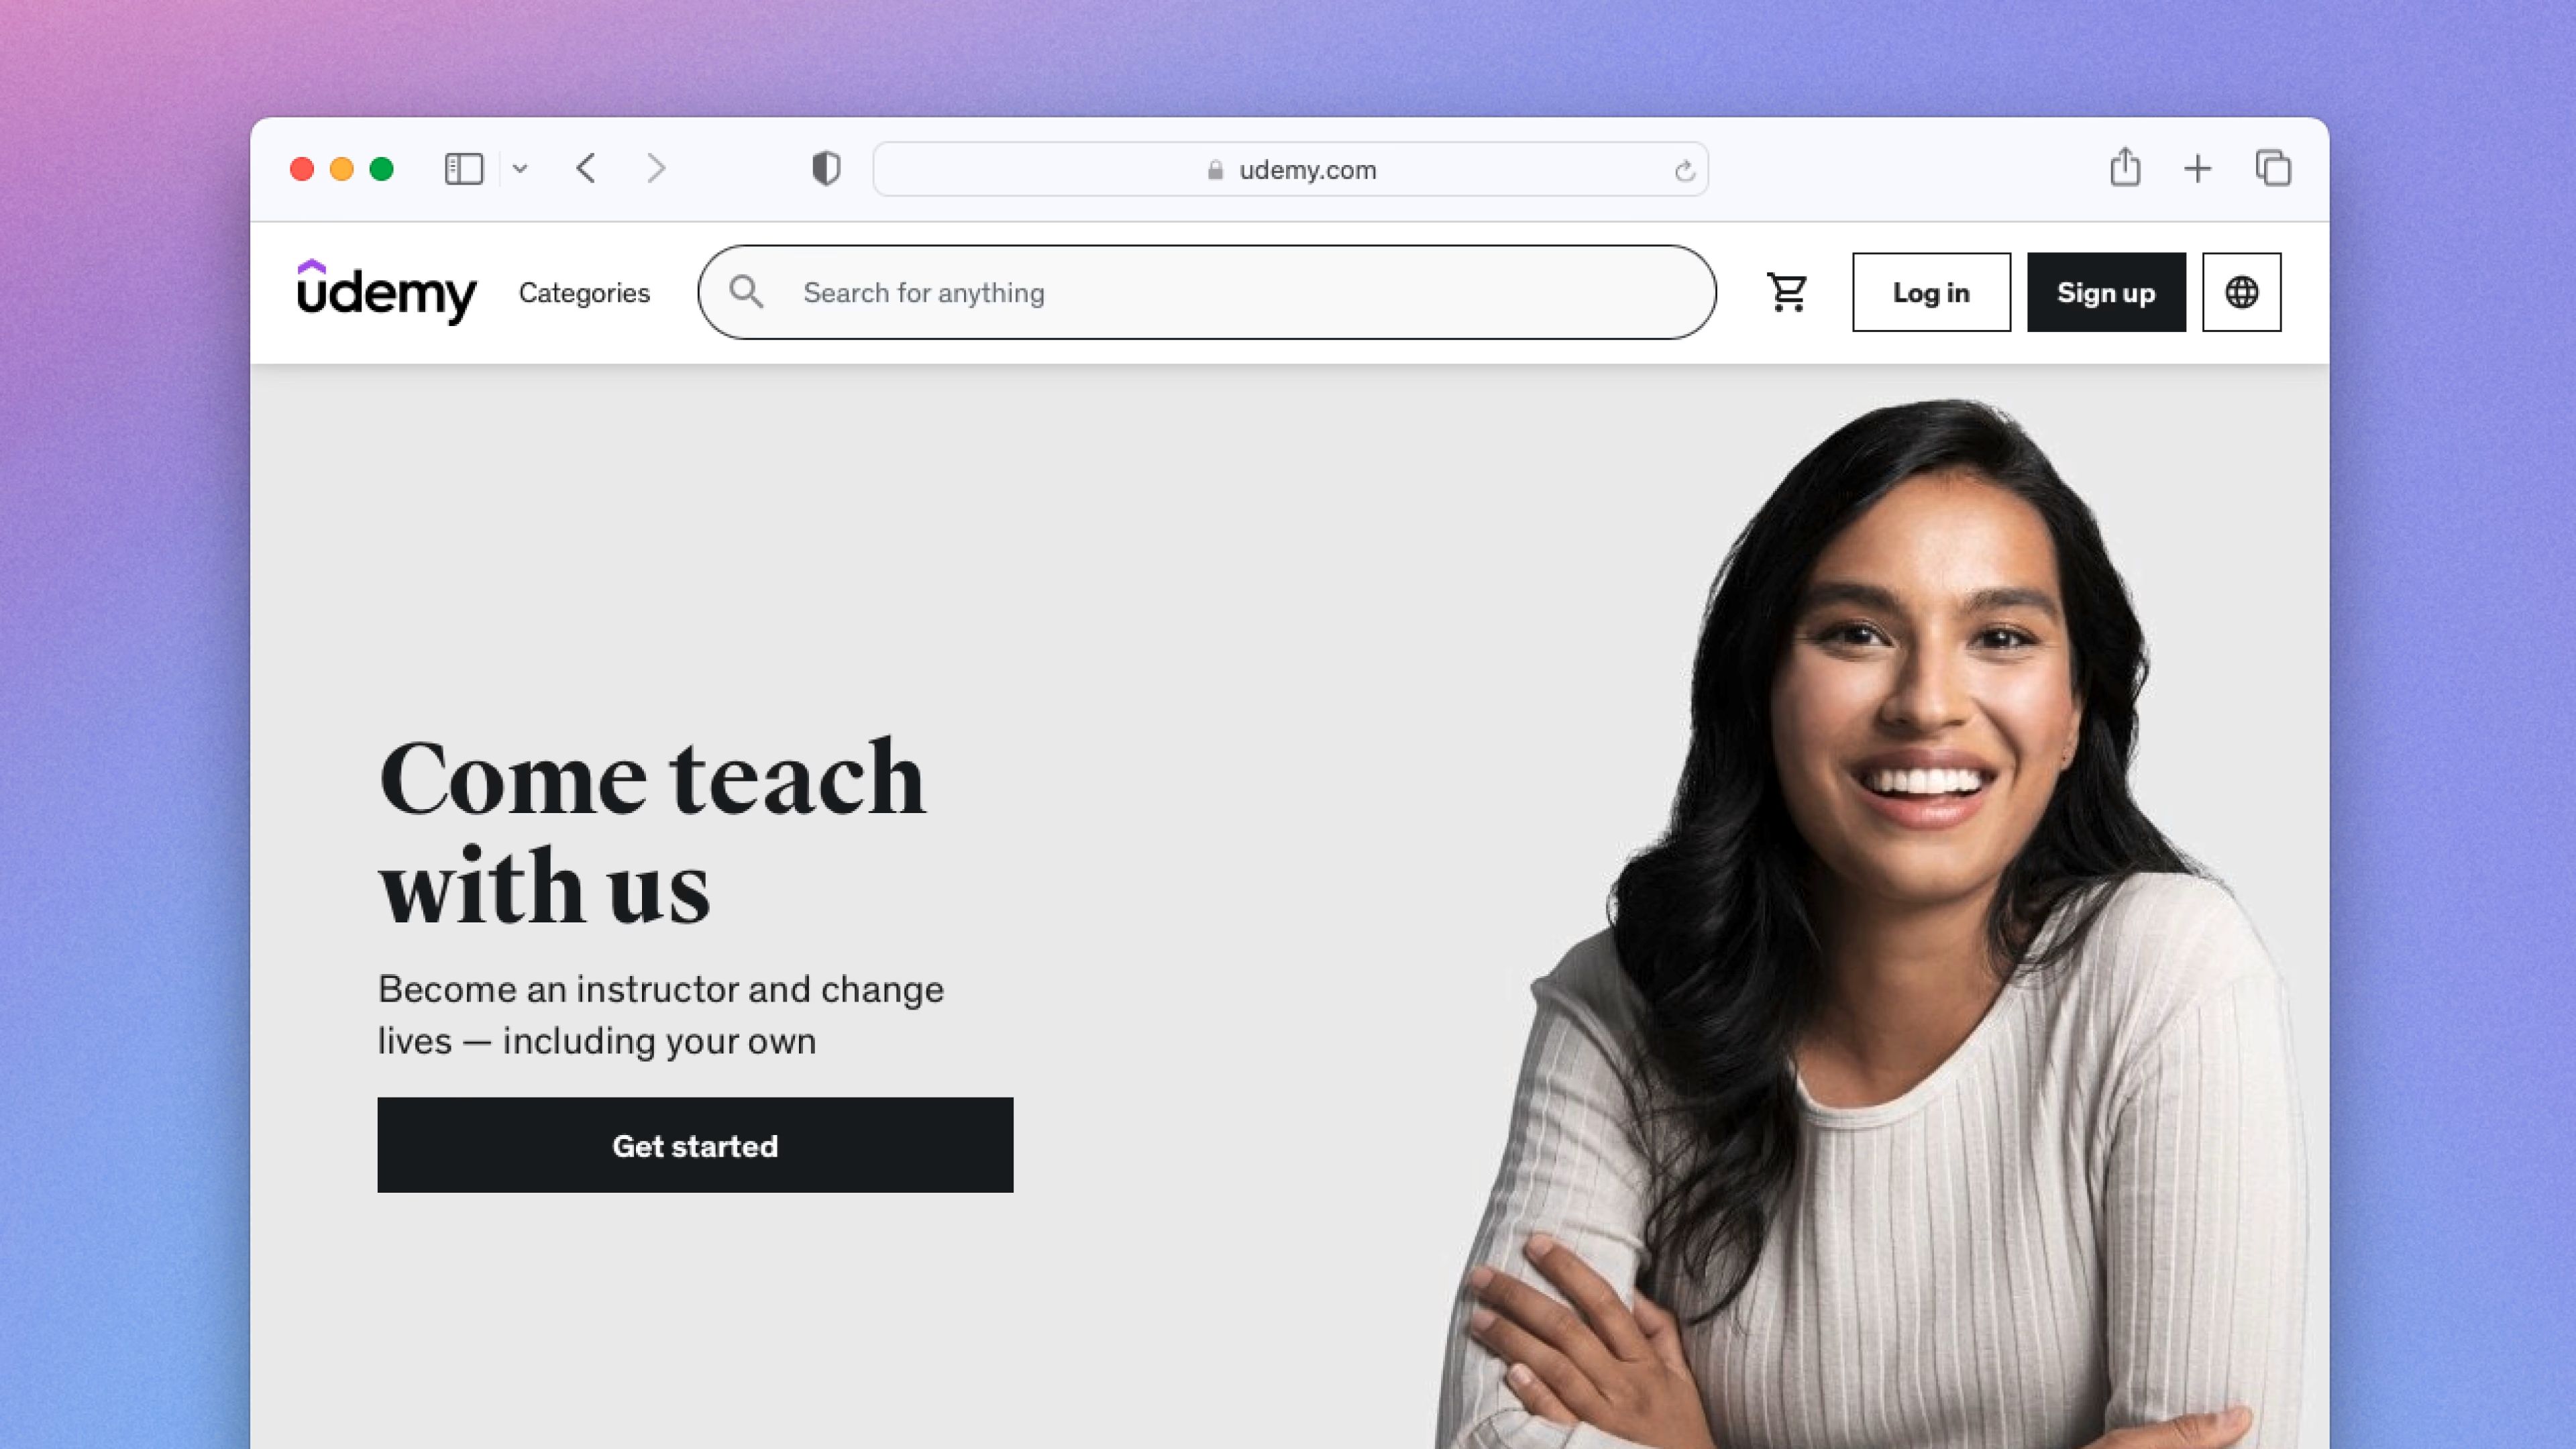 udemy.com
udemy
Categories
Search for anything
Log in
Sign up
Come teach
with us
Become an instructor and change
lives — including your own
Get started